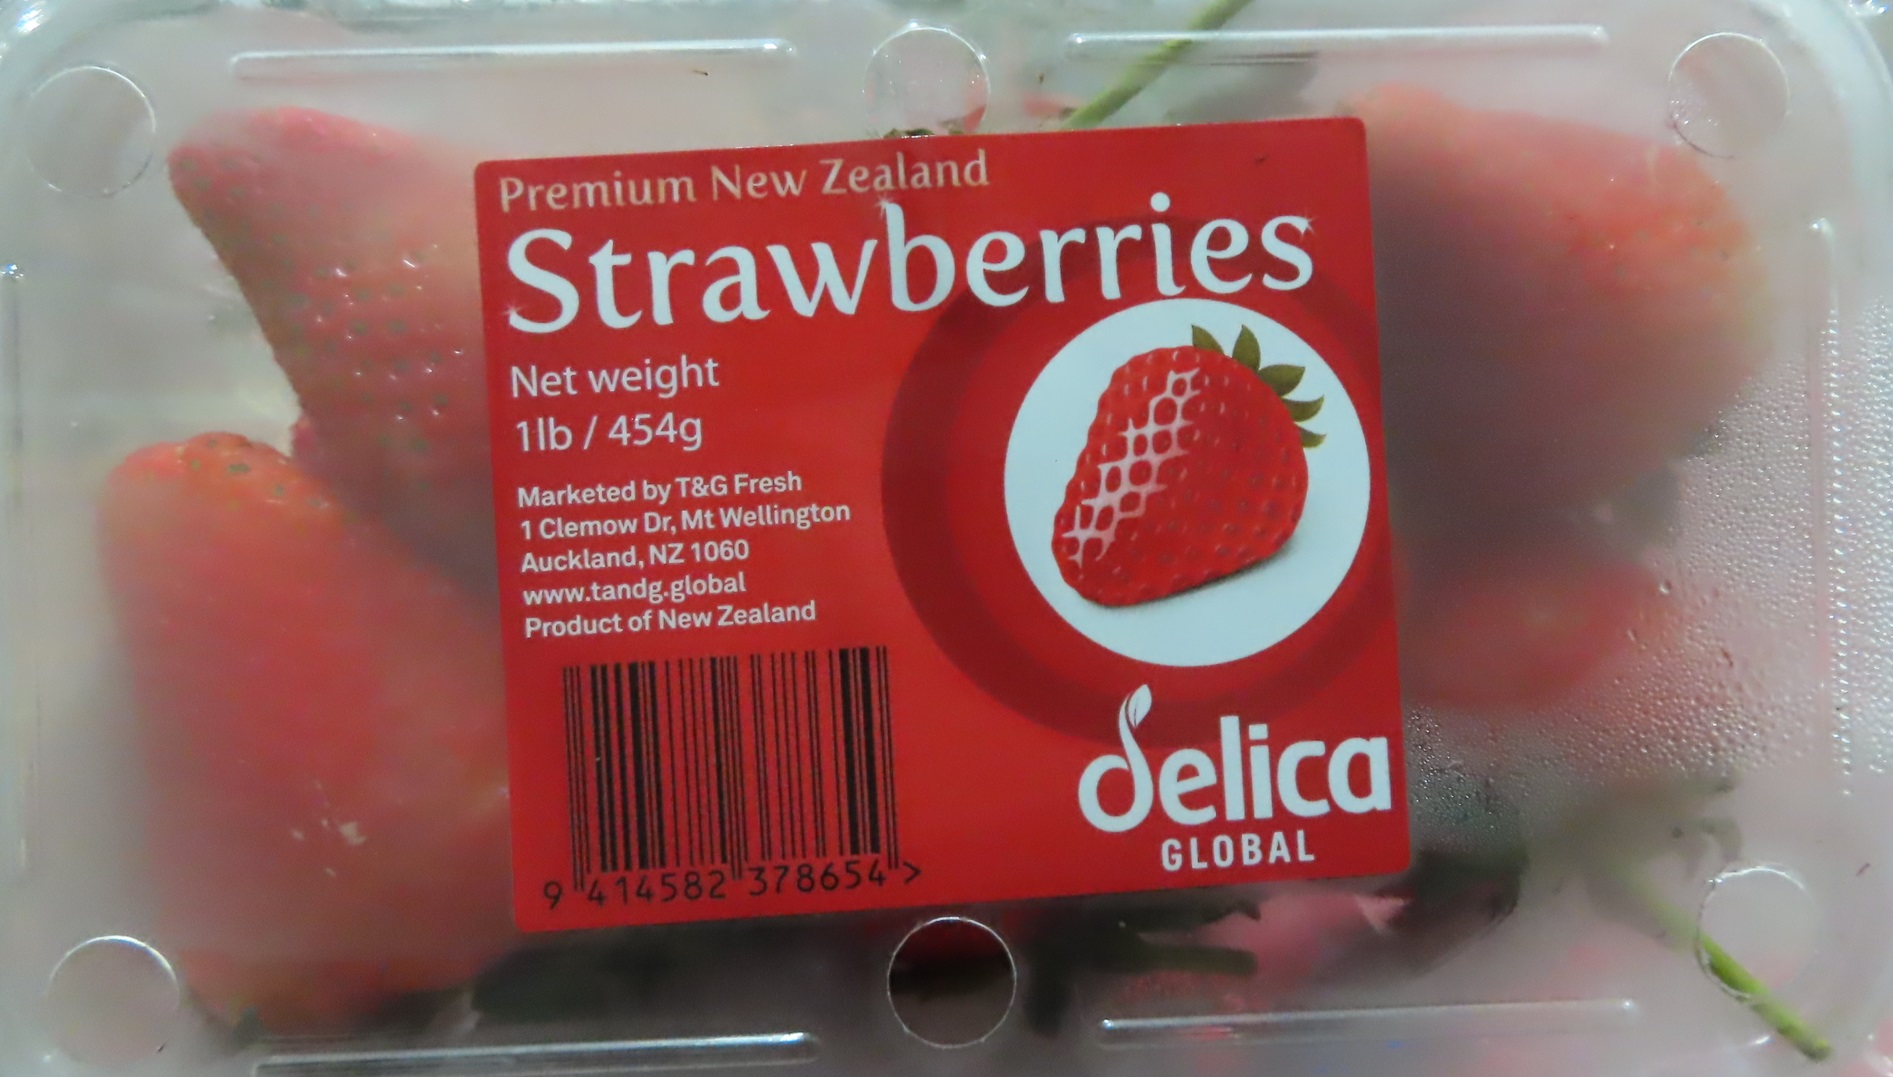 Premium New Zealand
Strawberries
Net weight
1lb / 454g
Marketed by T&G Fresh
1 Clemow Dr, Mt Wellington
Auckland, NZ 1060
www.tandg.global
Product of New Zealand
9 414582 378654 >
delica
GLOBAL